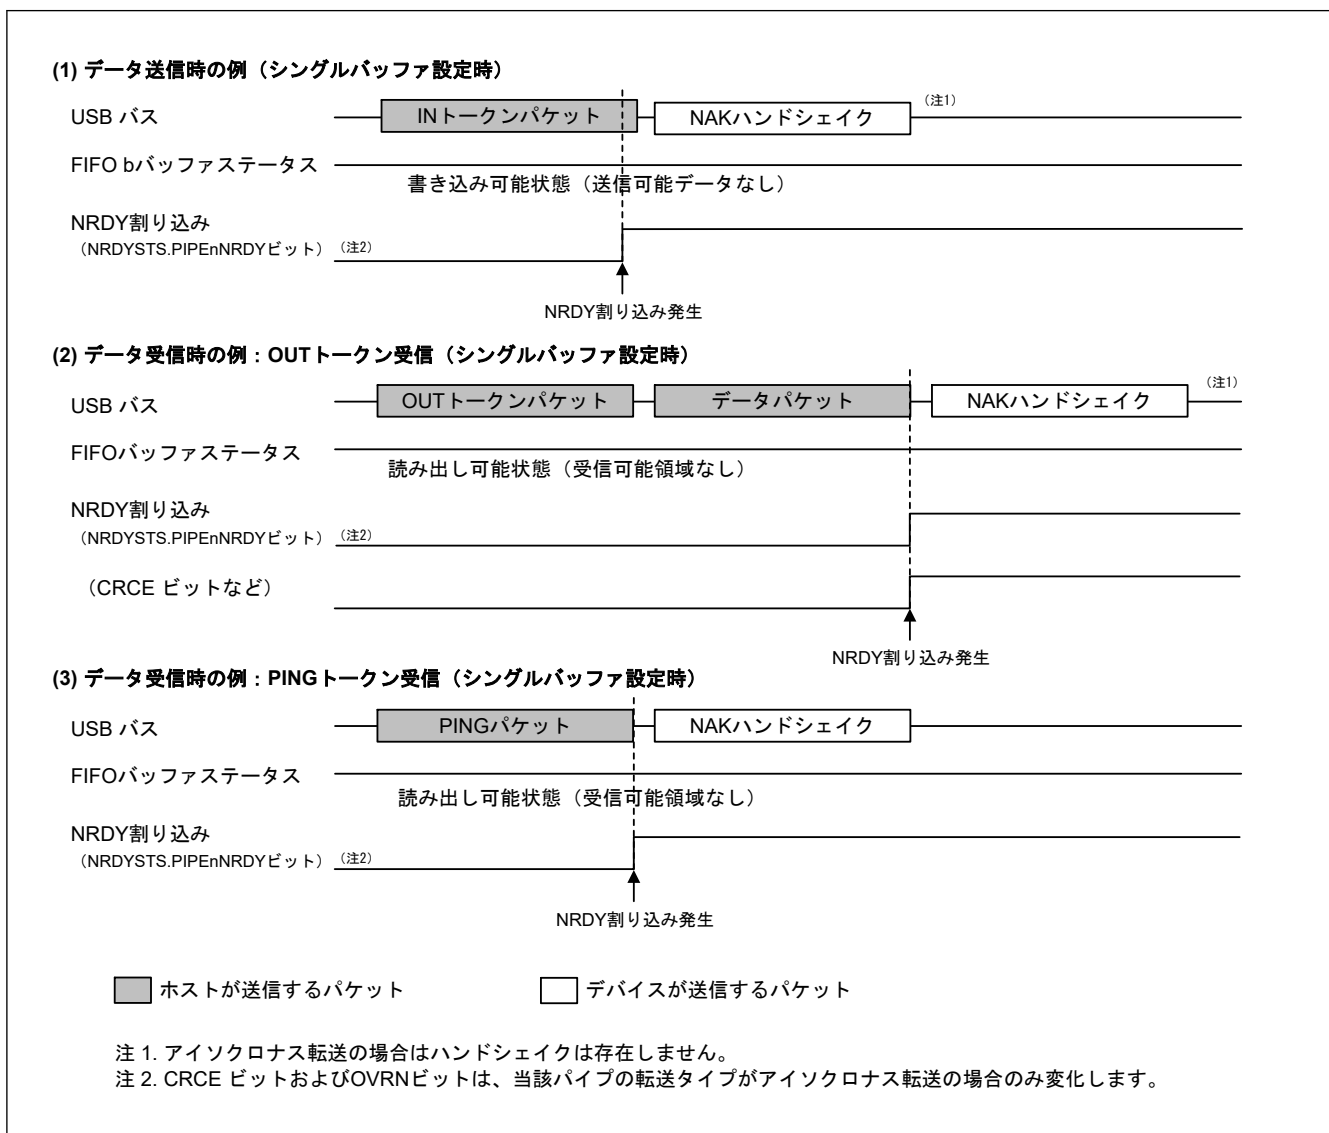 (1) データ送信時の例（シングルバッファ設定時）
USB バス
INトークンパケット
NAKハンドシェイク
（注1）
FIFO bバッファステータス
書き込み可能状態（送信可能データなし）
NRDY割り込み
（NRDYSTS.PIPEnNRDYビット）（注2）
NRDY割り込み発生
(2) データ受信時の例：OUTトークン受信（シングルバッファ設定時）
USB バス
OUTトークンパケット
データパケット
NAKハンドシェイク
（注1）
FIFOバッファステータス
読み出し可能状態（受信可能領域なし）
NRDY割り込み
（NRDYSTS.PIPEnNRDYビット）（注2）
（CRCE ビットなど）
NRDY割り込み発生
(3) データ受信時の例：PINGトークン受信（シングルバッファ設定時）
USB バス
PINGパケット
NAKハンドシェイク
FIFOバッファステータス
読み出し可能状態（受信可能領域なし）
NRDY割り込み
（NRDYSTS.PIPEnNRDYビット）（注2）
NRDY割り込み発生
ホストが送信するパケット
デバイスが送信するパケット
注 1. アイソクロナス転送の場合はハンドシェイクは存在しません。
注 2. CRCE ビットおよびOVRNビットは、当該パイプの転送タイプがアイソクロナス転送の場合のみ変化します。